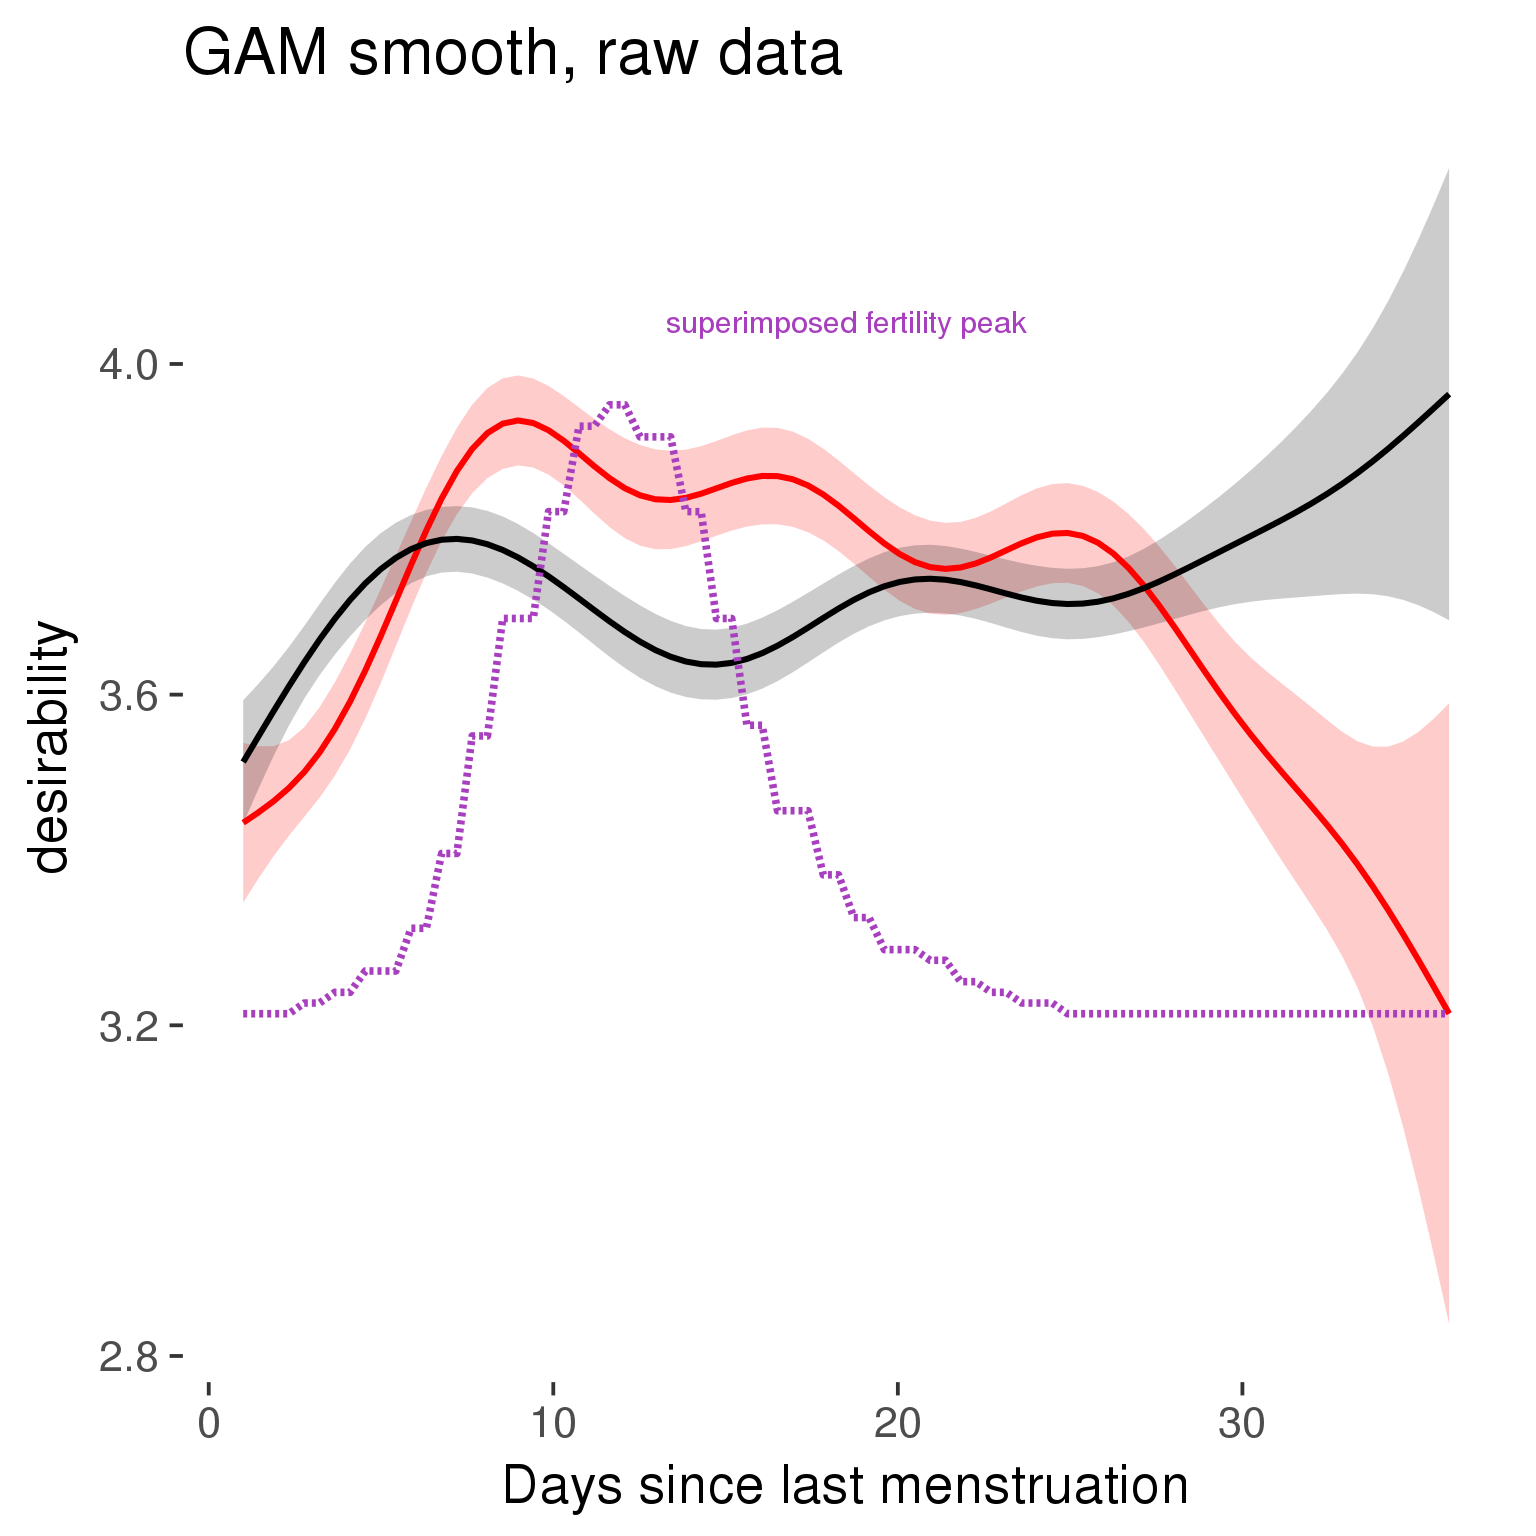 GAM smooth, raw data
superimposed fertility peak
4.0
3.6
3.2
2.8
desirability
0 10 20 30
Days since last menstruation